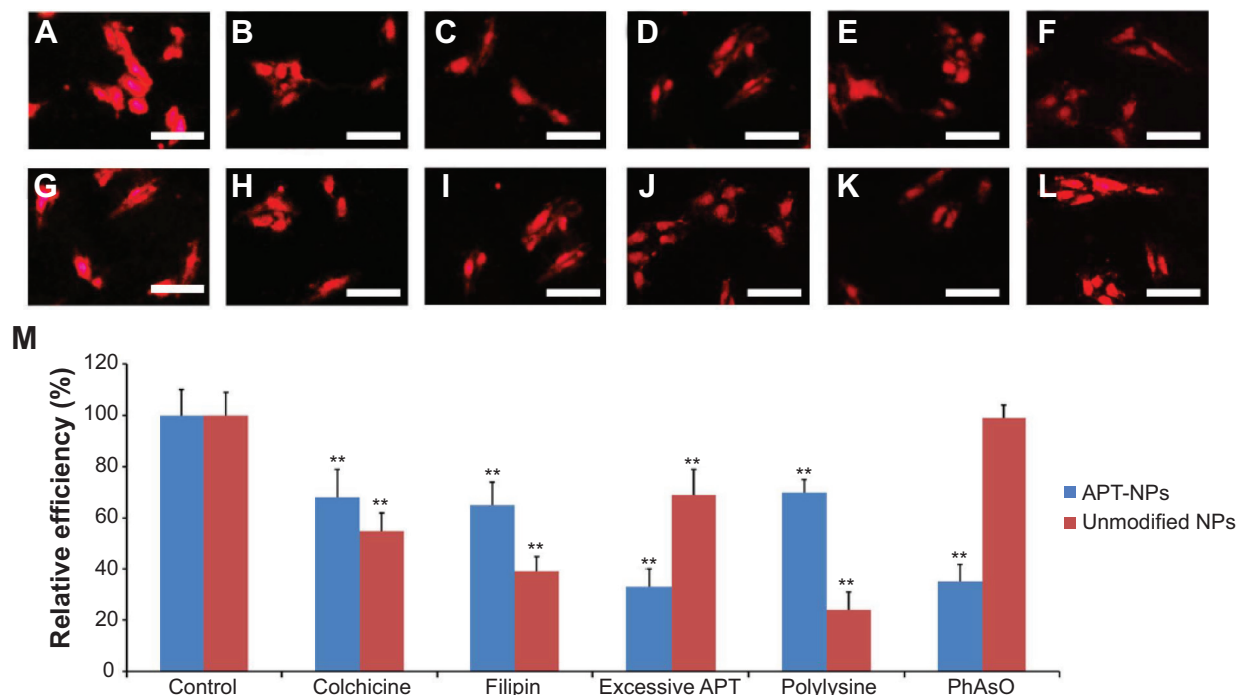 A B C D E F
G H I J K L
M
Relative efficiency (%)
120
100
80
60
40
20
0
** ** ** ** ** ** ** ** **
Control Colchicine Filipin Excessive APT Polylysine PhAsO
APT-NPs
Unmodified NPs